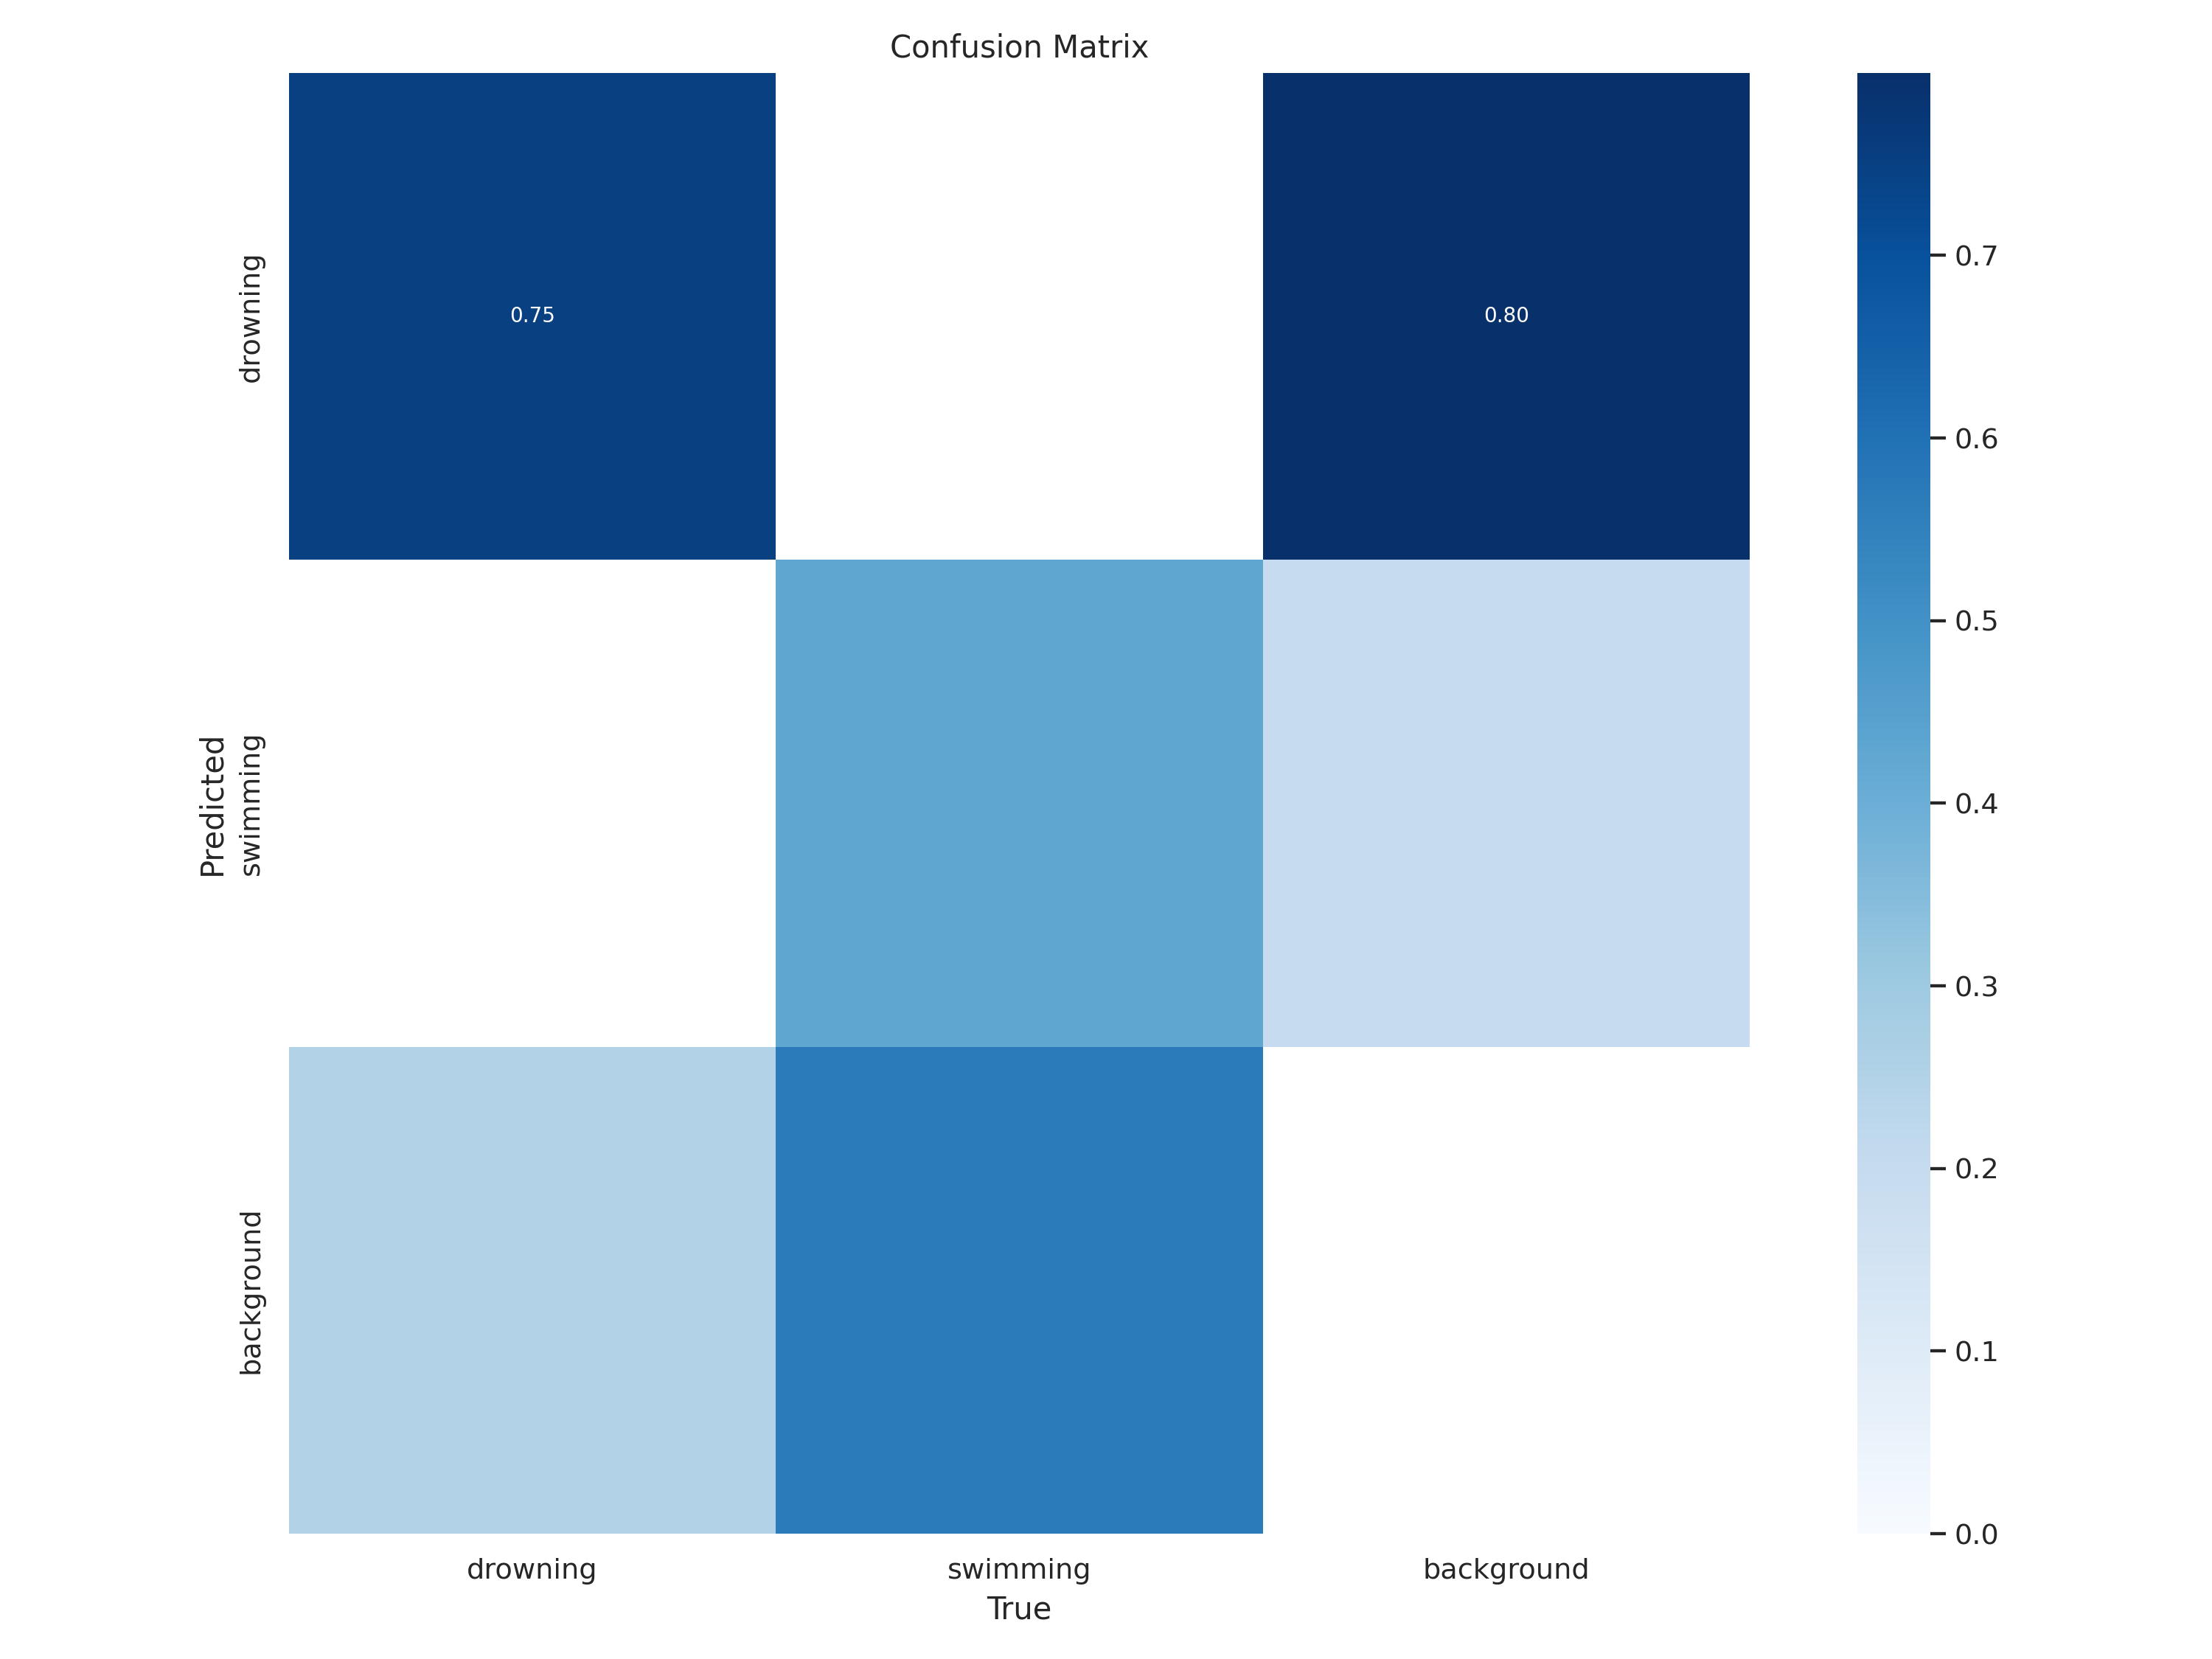 Confusion Matrix
drowning
0.75
0.80
Predicted
swimming
background
drowning
swimming
background
True
0.7
0.6
0.5
0.4
0.3
0.2
0.1
0.0